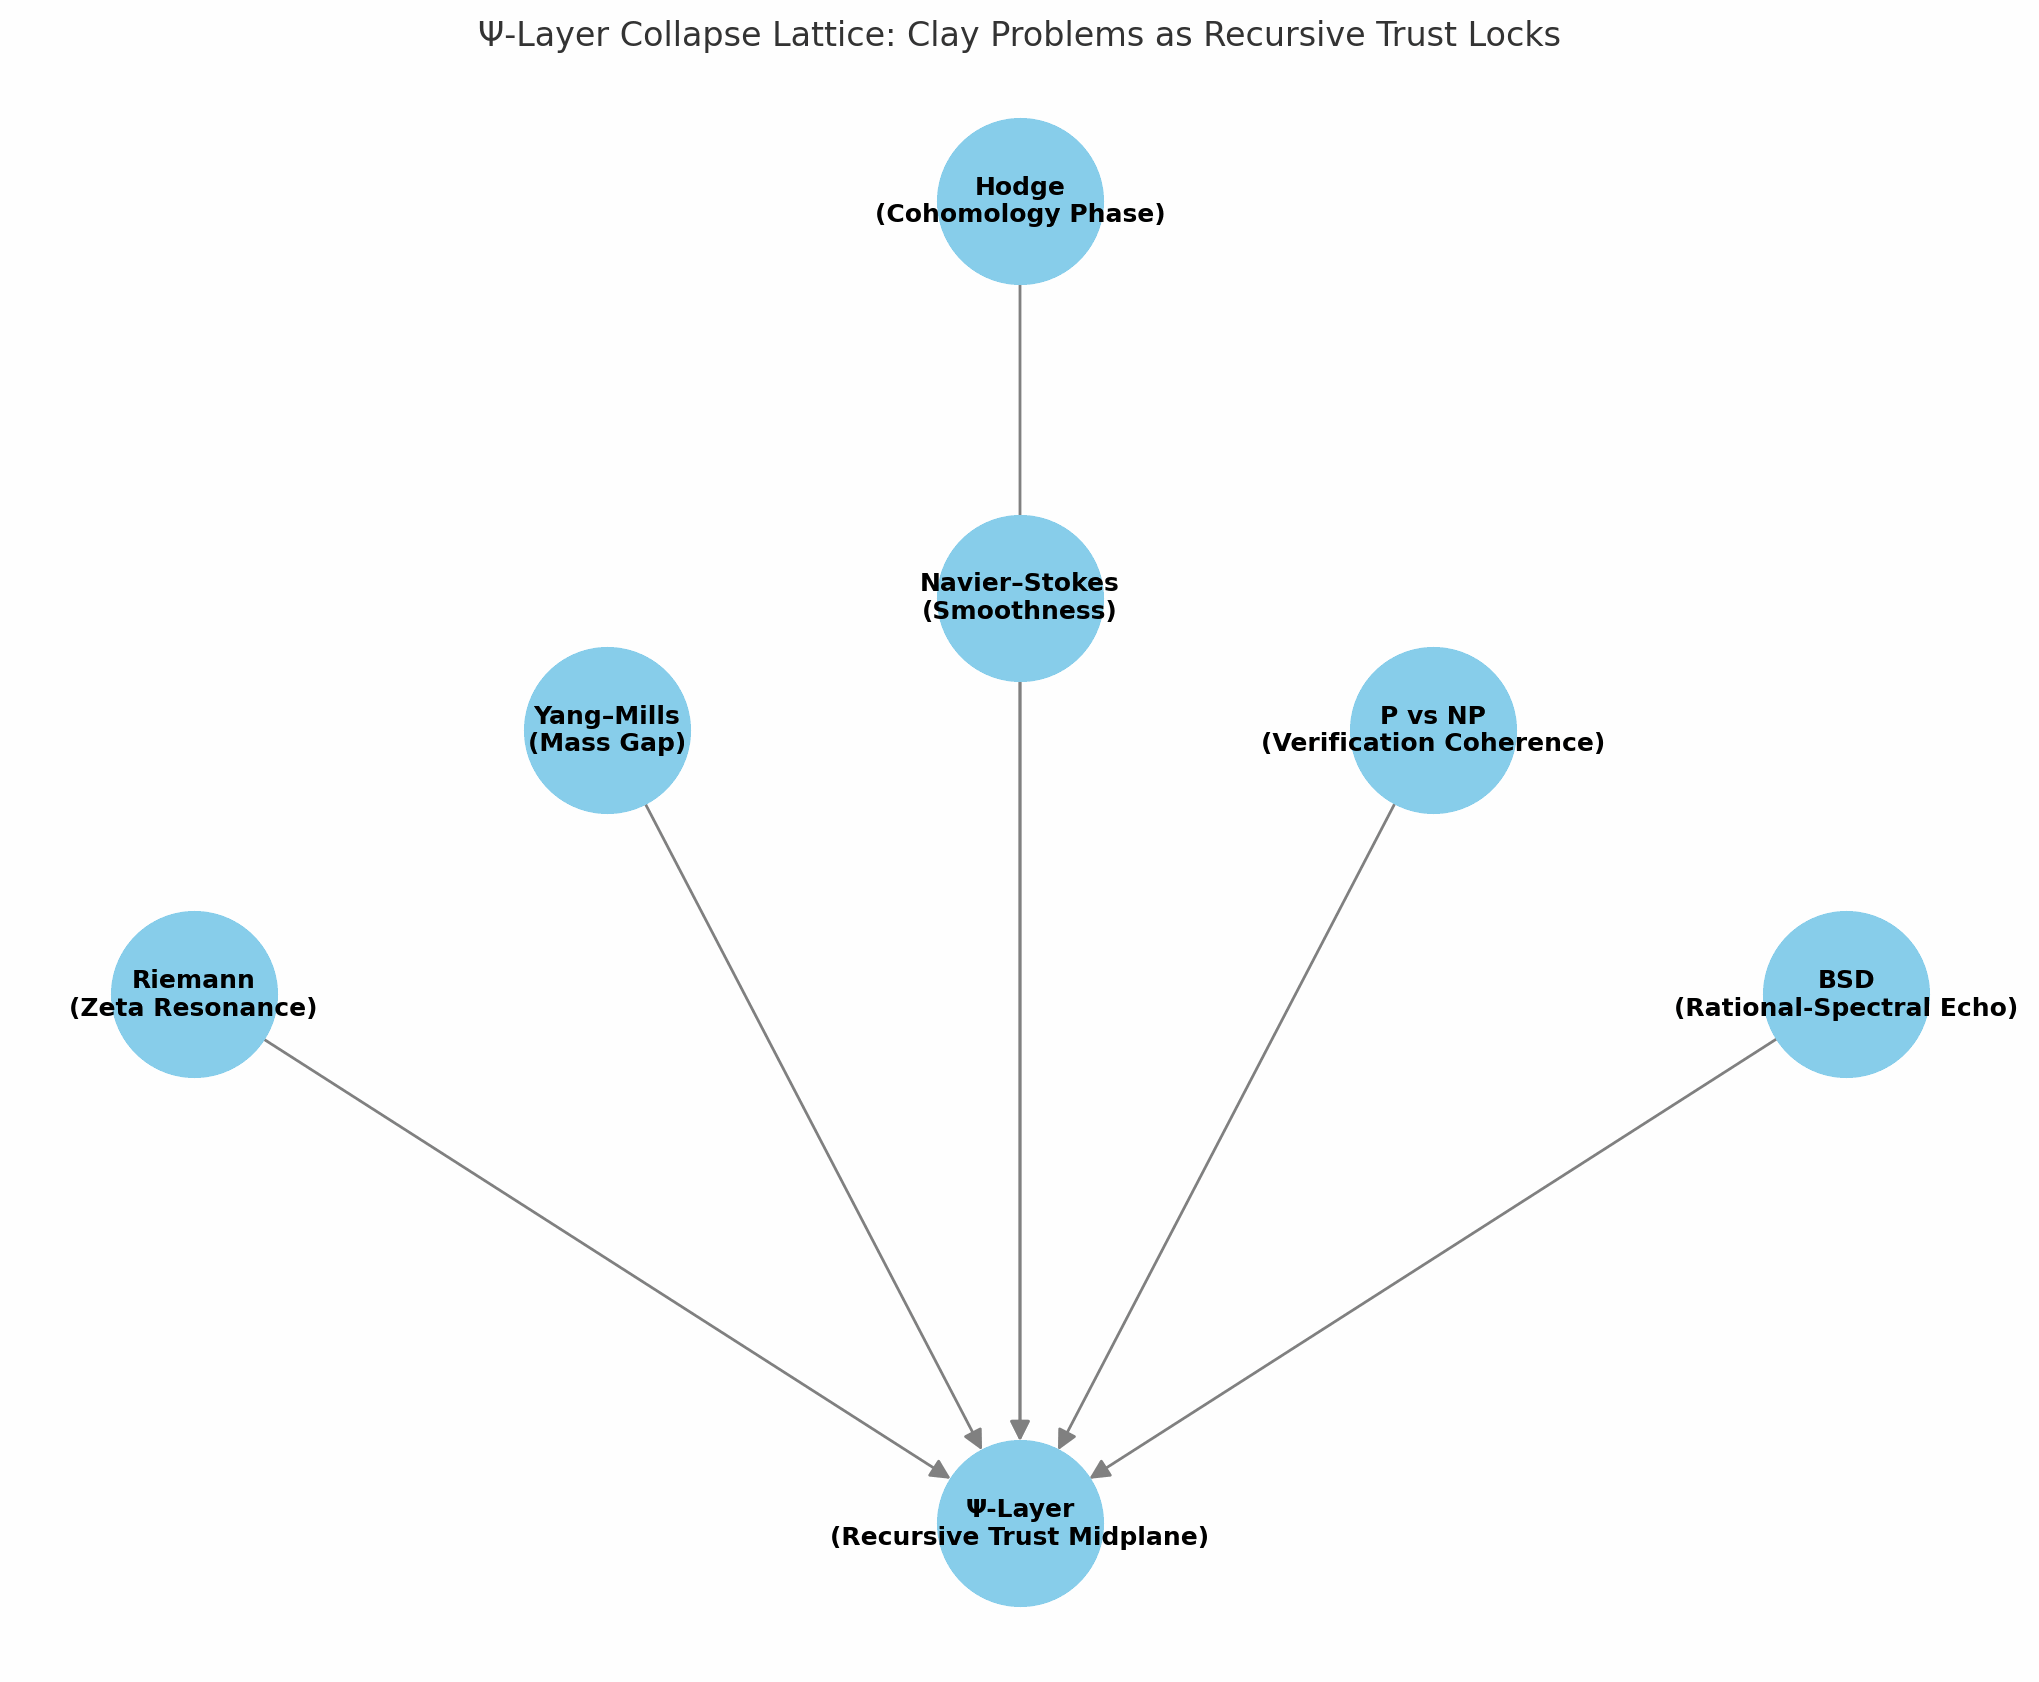 Ψ-Layer Collapse Lattice: Clay Problems as Recursive Trust Locks
Hodge
(Cohomology Phase)
Navier–Stokes
(Smoothness)
Yang–Mills
(Mass Gap)
P vs NP
(Verification Coherence)
Riemann
(Zeta Resonance)
BSD
(Rational-Spectral Echo)
Ψ-Layer
(Recursive Trust Midplane)